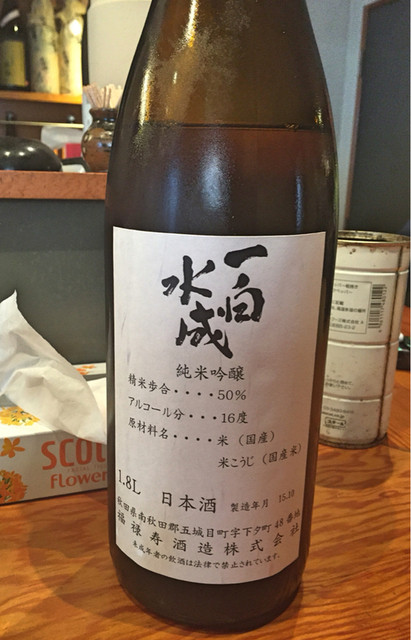 一白
水成
純米吟醸
精米歩合・・・・50%
アルコール分・・・16度
原材料名・・・・米(国産)
米こうじ(国産米)
1.8L 日本酒 製造年月 15.10
秋田県南秋田郡五城目町字下夕町48番地
福禄寿酒造株式会社
未成年者の飲酒は法律で禁止されています。
SCO
Flower